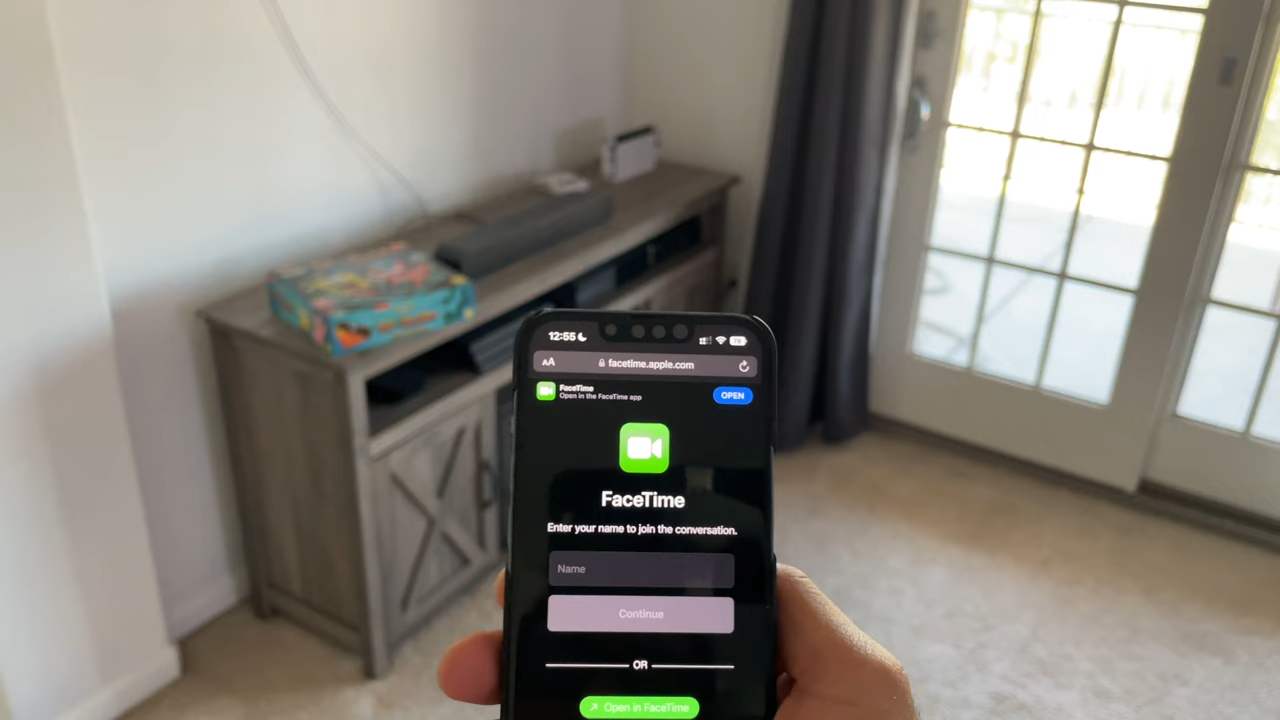 12:55
78
AA
facetime.apple.com
FaceTime
Open in the FaceTime app
OPEN
FaceTime
Enter your name to join the conversation.
Name
Continue
OR
Open in FaceTime